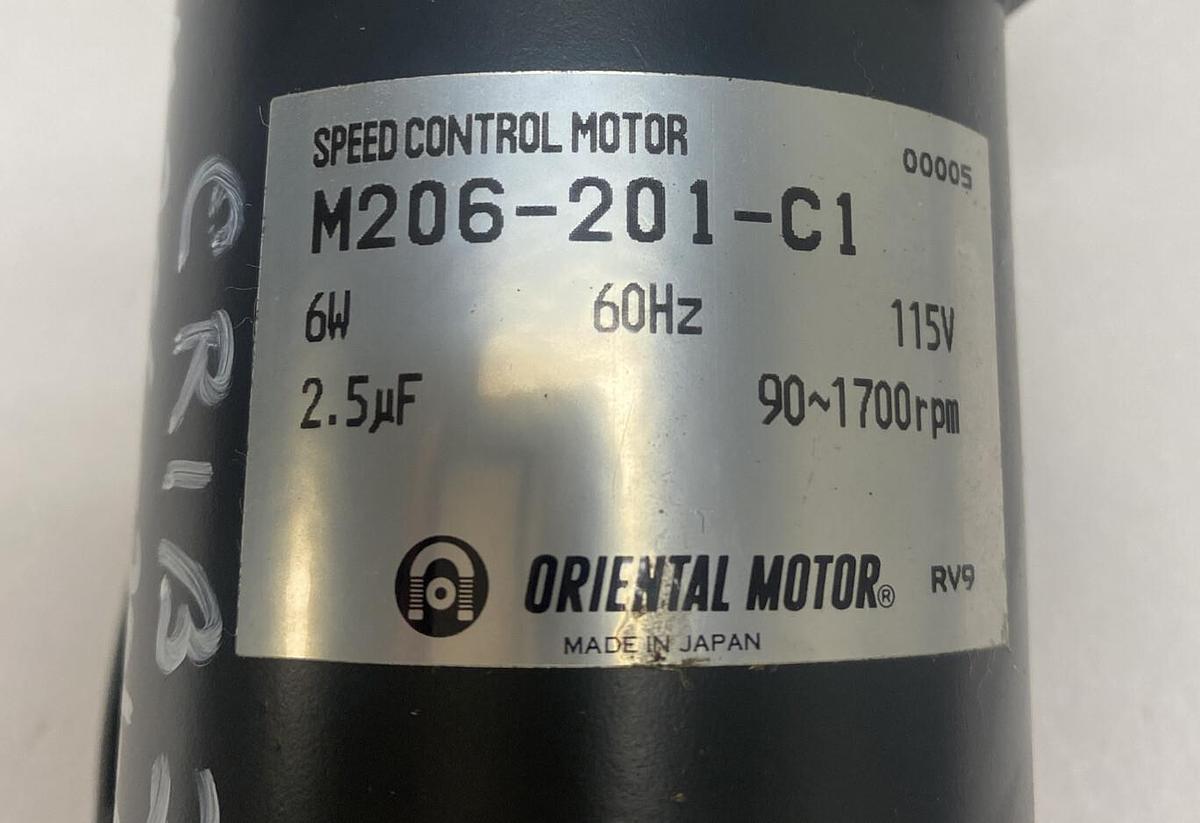 SPEED CONTROL MOTOR
00005
M206-201-C1
6W 60Hz 115V
2.5µF 90~1700rpm
ORIENTAL MOTOR® RV9
MADE IN JAPAN
CRIB